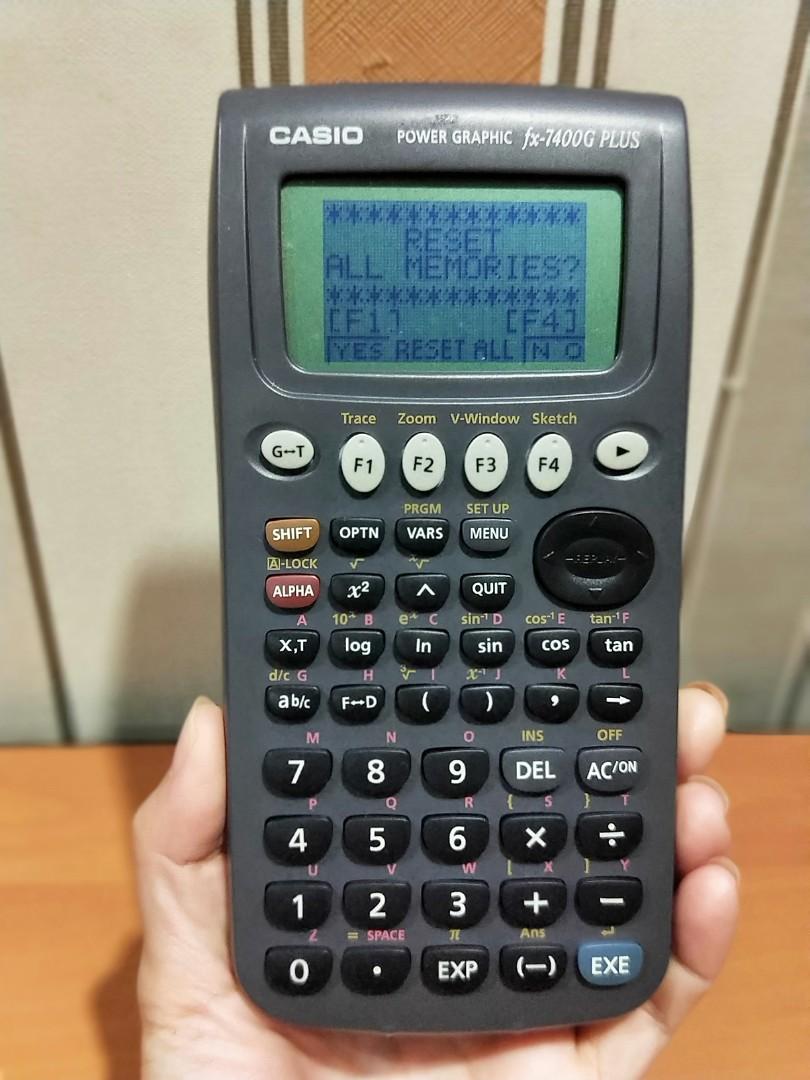 CASIO POWER GRAPHIC fx-7400G PLUS
*************
RESET
ALL MEMORIES?
*************
[F1] [F4]
YES RESET ALL N O
Trace Zoom V-Window Sketch
G↔T F1 F2 F3 F4 ►
PRGM SET UP
SHIFT OPTN VARS MENU
REPLAY
A-LOCK √ ˣ√
ALPHA x² ^ QUIT
A 10ˣ B eˣ C sin⁻¹ D cos⁻¹ E tan⁻¹ F
X,T log ln sin cos tan
d/c G H ³√ I x⁻¹ J K L
a b/c F↔D ( ) , →
M N O INS OFF
7 8 9 DEL AC/ON
P Q R { S } T
4 5 6 × ÷
U V W [ X ] Y
1 2 3 + −
Z = SPACE π Ans ↵
0 • EXP (−) EXE